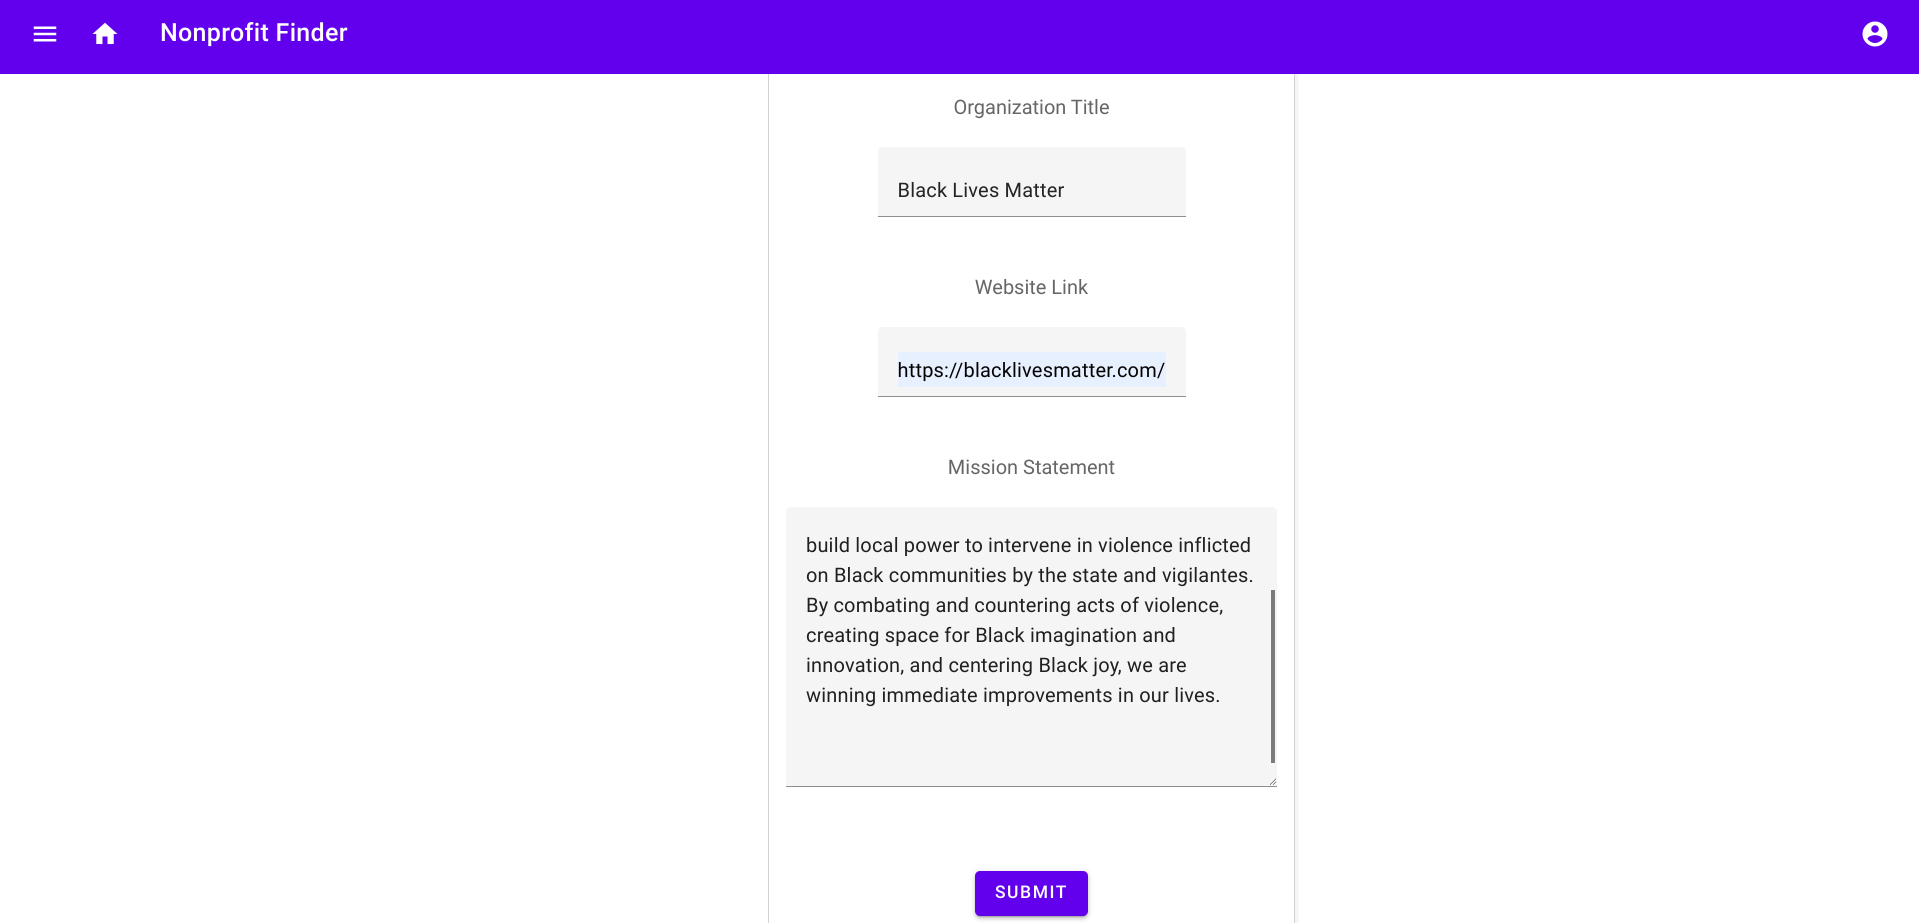 Nonprofit Finder
Organization Title
Black Lives Matter
Website Link
https://blacklivesmatter.com/
Mission Statement
build local power to intervene in violence inflicted
on Black communities by the state and vigilantes.
By combating and countering acts of violence,
creating space for Black imagination and
innovation, and centering Black joy, we are
winning immediate improvements in our lives.
SUBMIT